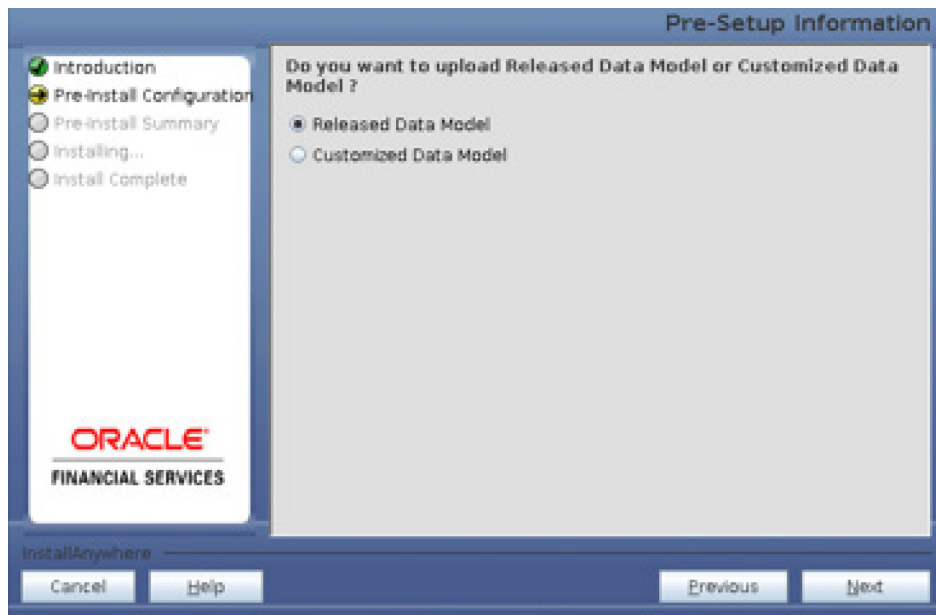 Pre-Setup Information
Introduction
Pre-Install Configuration
Pre-Install Summary
Installing...
Install Complete
ORACLE®
FINANCIAL SERVICES
Do you want to upload Released Data Model or Customized Data
Model ?
Released Data Model
Customized Data Model
InstallAnywhere
Cancel
Help
Previous
Next